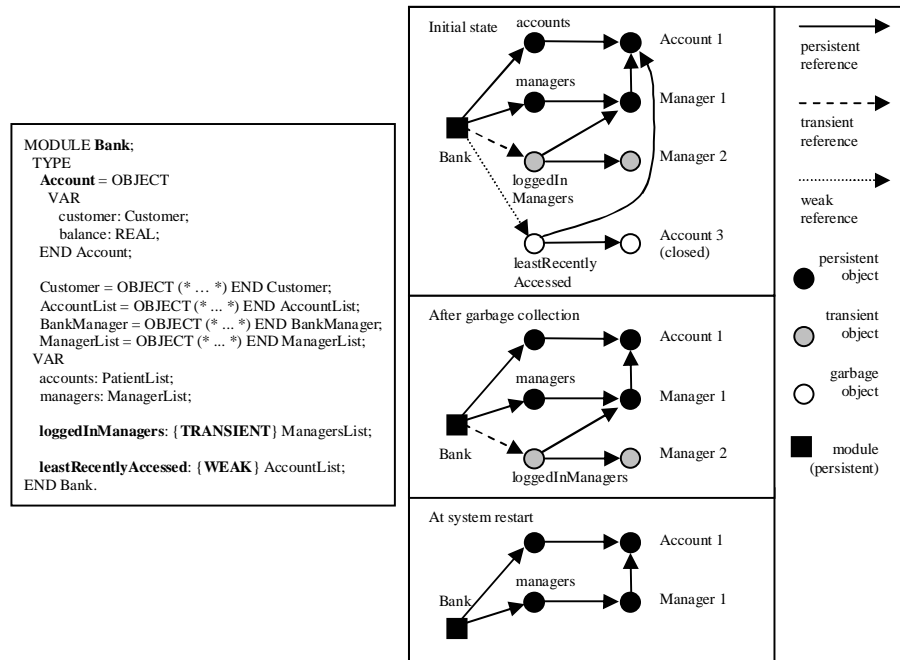 MODULE Bank;
TYPE
Account = OBJECT
VAR
customer: Customer;
balance: REAL;
END Account;
Customer = OBJECT (* … *) END Customer;
AccountList = OBJECT (* ... *) END AccountList;
BankManager = OBJECT (* ... *) END BankManager;
ManagerList = OBJECT (* ... *) END ManagerList;
VAR
accounts: PatientList;
managers: ManagerList;
loggedInManagers: {TRANSIENT} ManagersList;
leastRecentlyAccessed: {WEAK} AccountList;
END Bank.
Initial state
accounts
Account 1
managers
Manager 1
Bank
Manager 2
loggedIn
Managers
Account 3
(closed)
leastRecently
Accessed
After garbage collection
Account 1
managers
Manager 1
Bank
Manager 2
loggedInManagers
At system restart
Account 1
managers
Bank
Manager 1
persistent
reference
transient
reference
weak
reference
persistent
object
transient
object
garbage
object
module
(persistent)